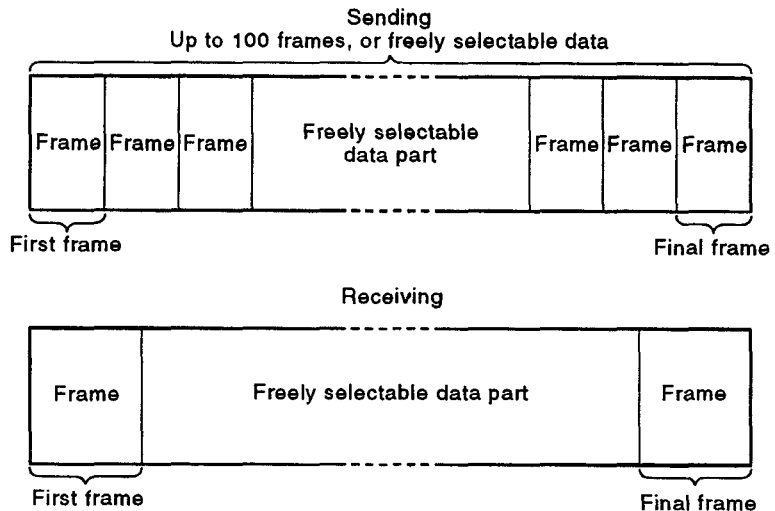 Sending
Up to 100 frames, or freely selectable data
Frame Frame Frame Freely selectable data part Frame Frame Frame
First frame Final frame
Receiving
Frame Freely selectable data part Frame
First frame Final frame